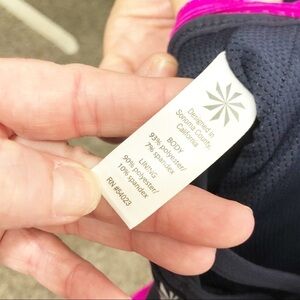 Designed in
Sonoma County,
California
BODY
93% polyester/
7% spandex
LINING
90% polyester/
10% spandex
RN #54023